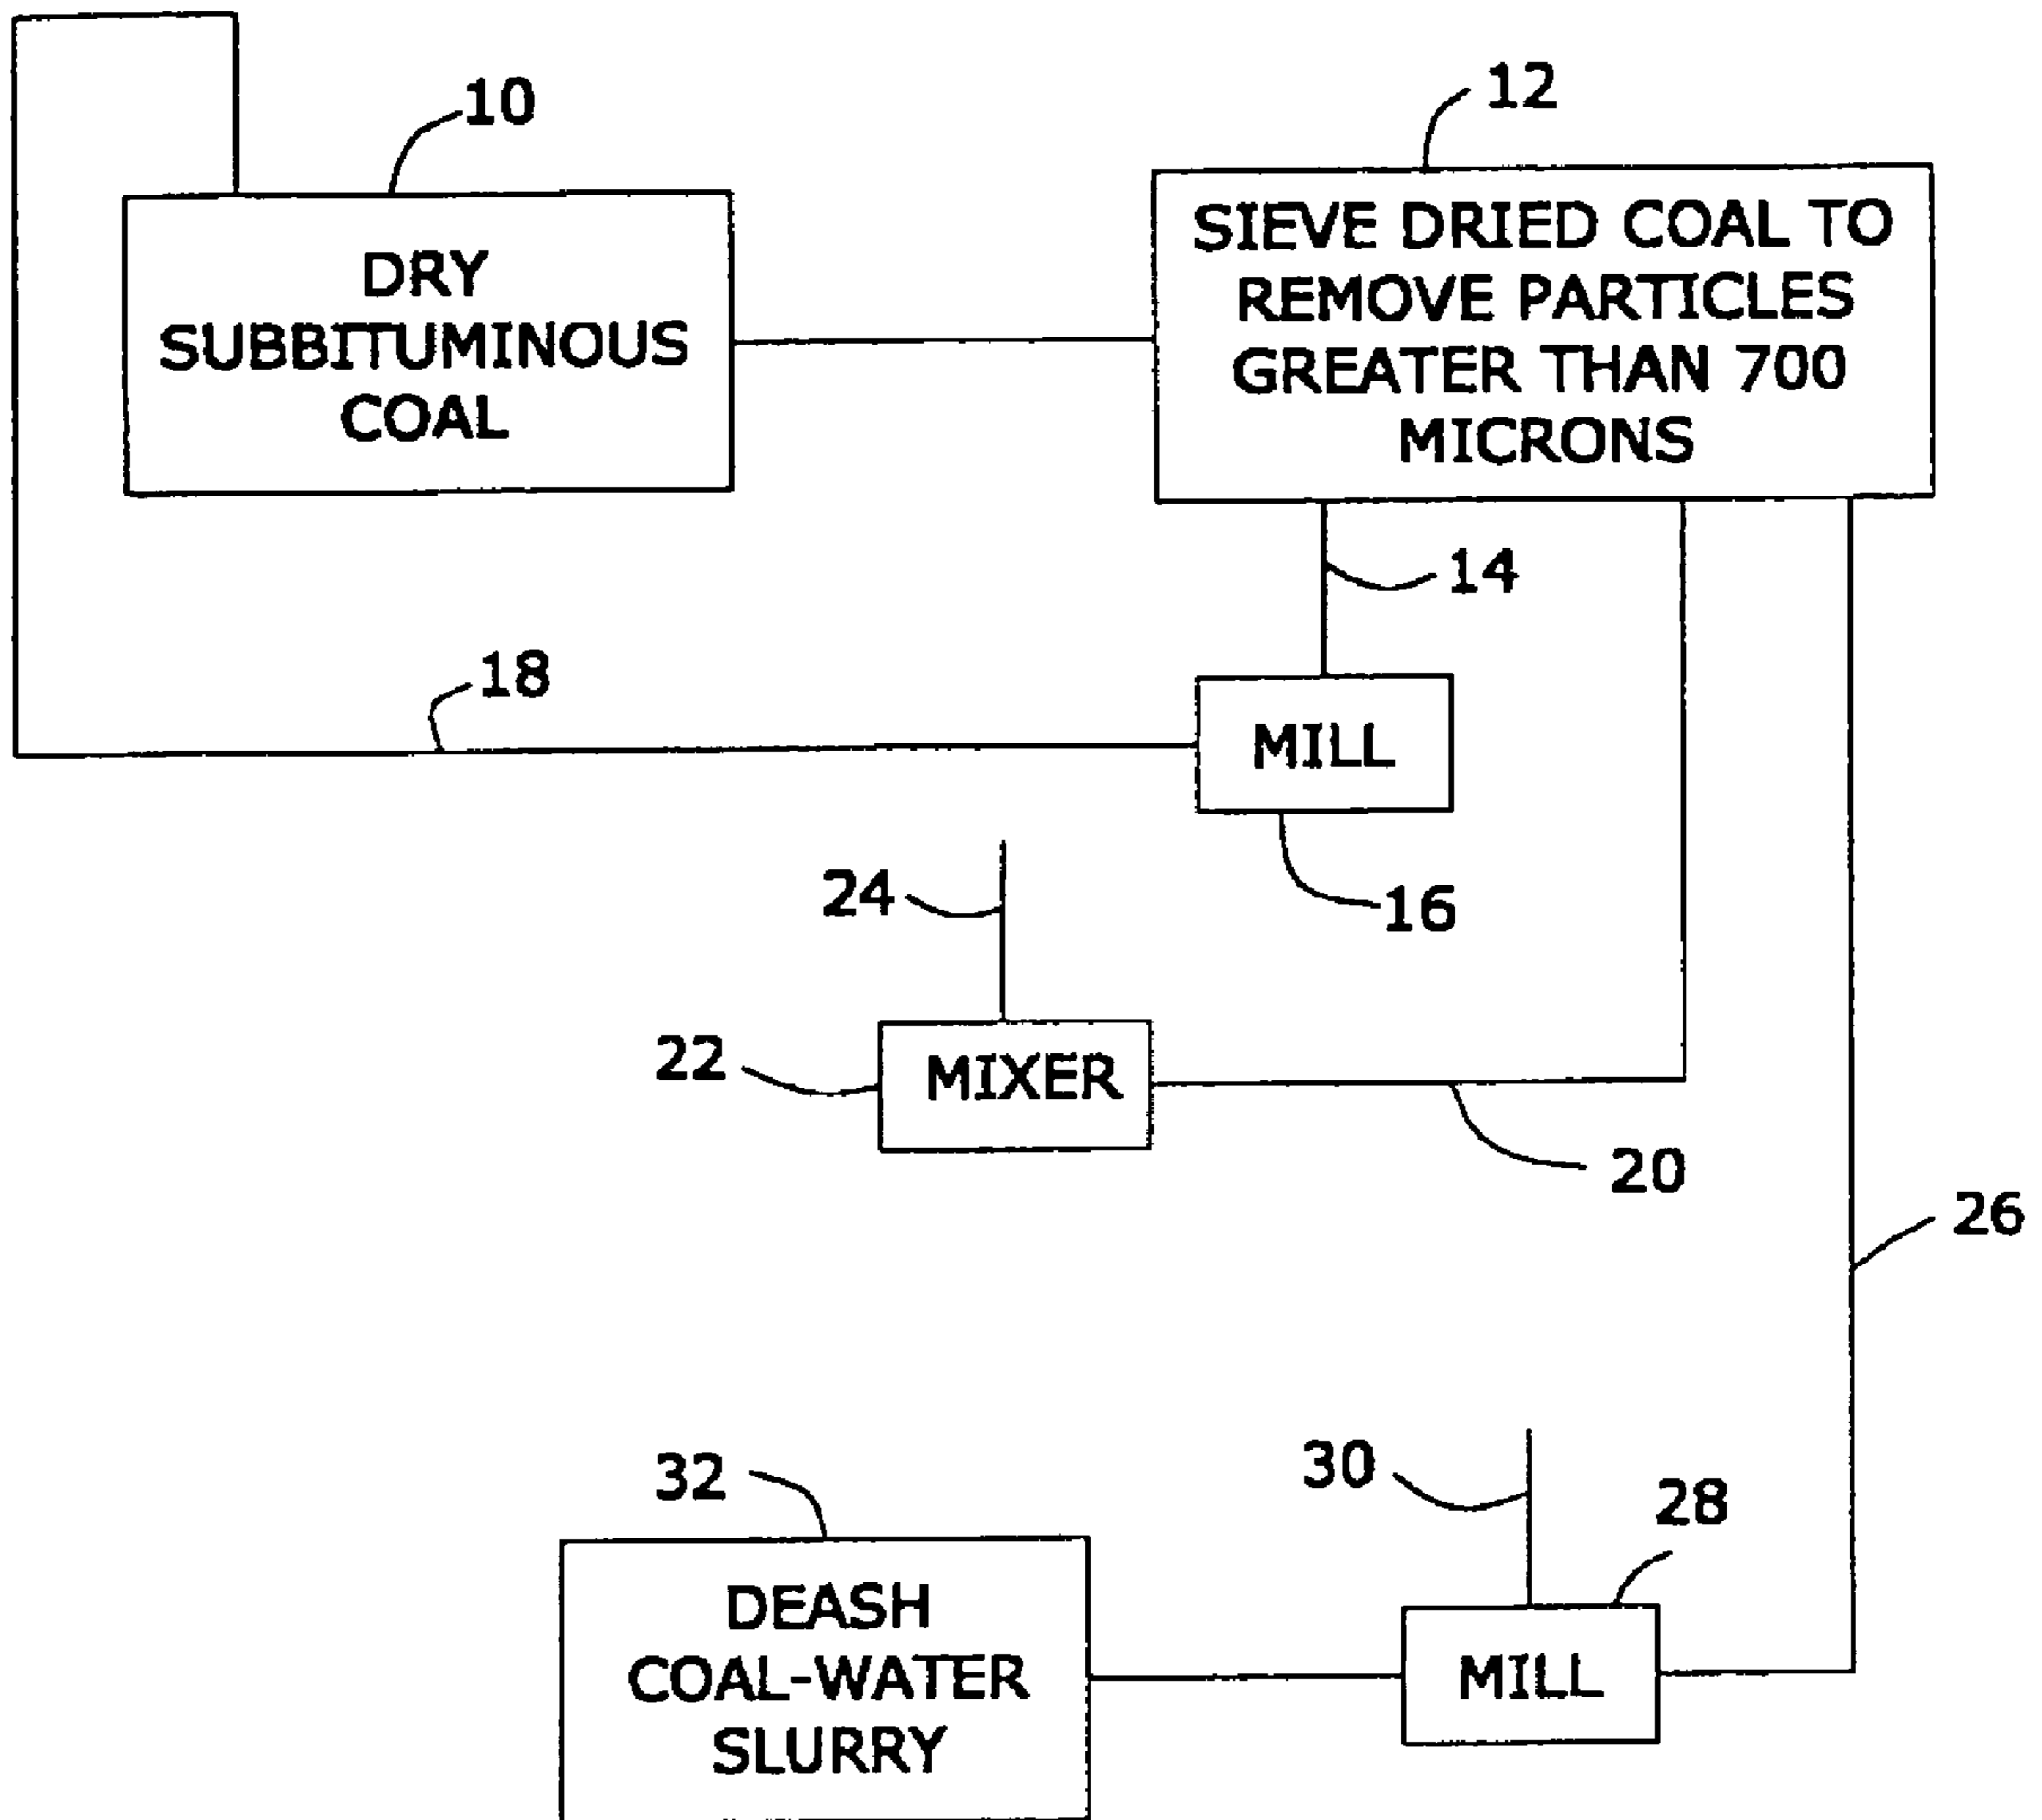 10
12
DRY
SUBBITUMINOUS
COAL
SIEVE DRIED COAL TO
REMOVE PARTICLES
GREATER THAN 700
MICRONS
14
18
MILL
24
16
22
MIXER
20
26
32
30
28
DEASH
COAL-WATER
SLURRY
MILL